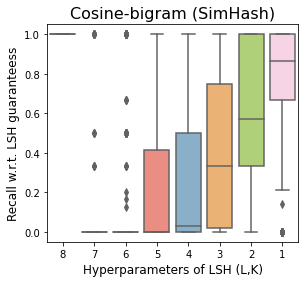 Cosine-bigram (SimHash)
Recall w.r.t. LSH guaranteess
1.0
0.8
0.6
0.4
0.2
0.0
8 7 6 5 4 3 2 1
Hyperparameters of LSH (L,K)